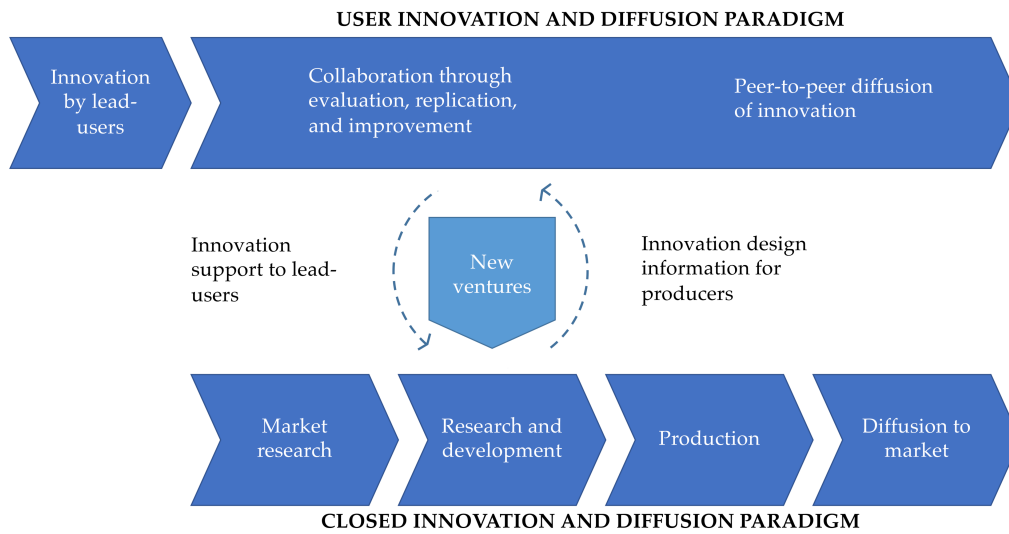 USER INNOVATION AND DIFFUSION PARADIGM
Innovation
by lead-
users
Collaboration through
evaluation, replication,
and improvement
Peer-to-peer diffusion
of innovation
Innovation
support to lead-
users
New
ventures
Innovation design
information for
producers
Market
research
Research and
development
Production
Diffusion to
market
CLOSED INNOVATION AND DIFFUSION PARADIGM